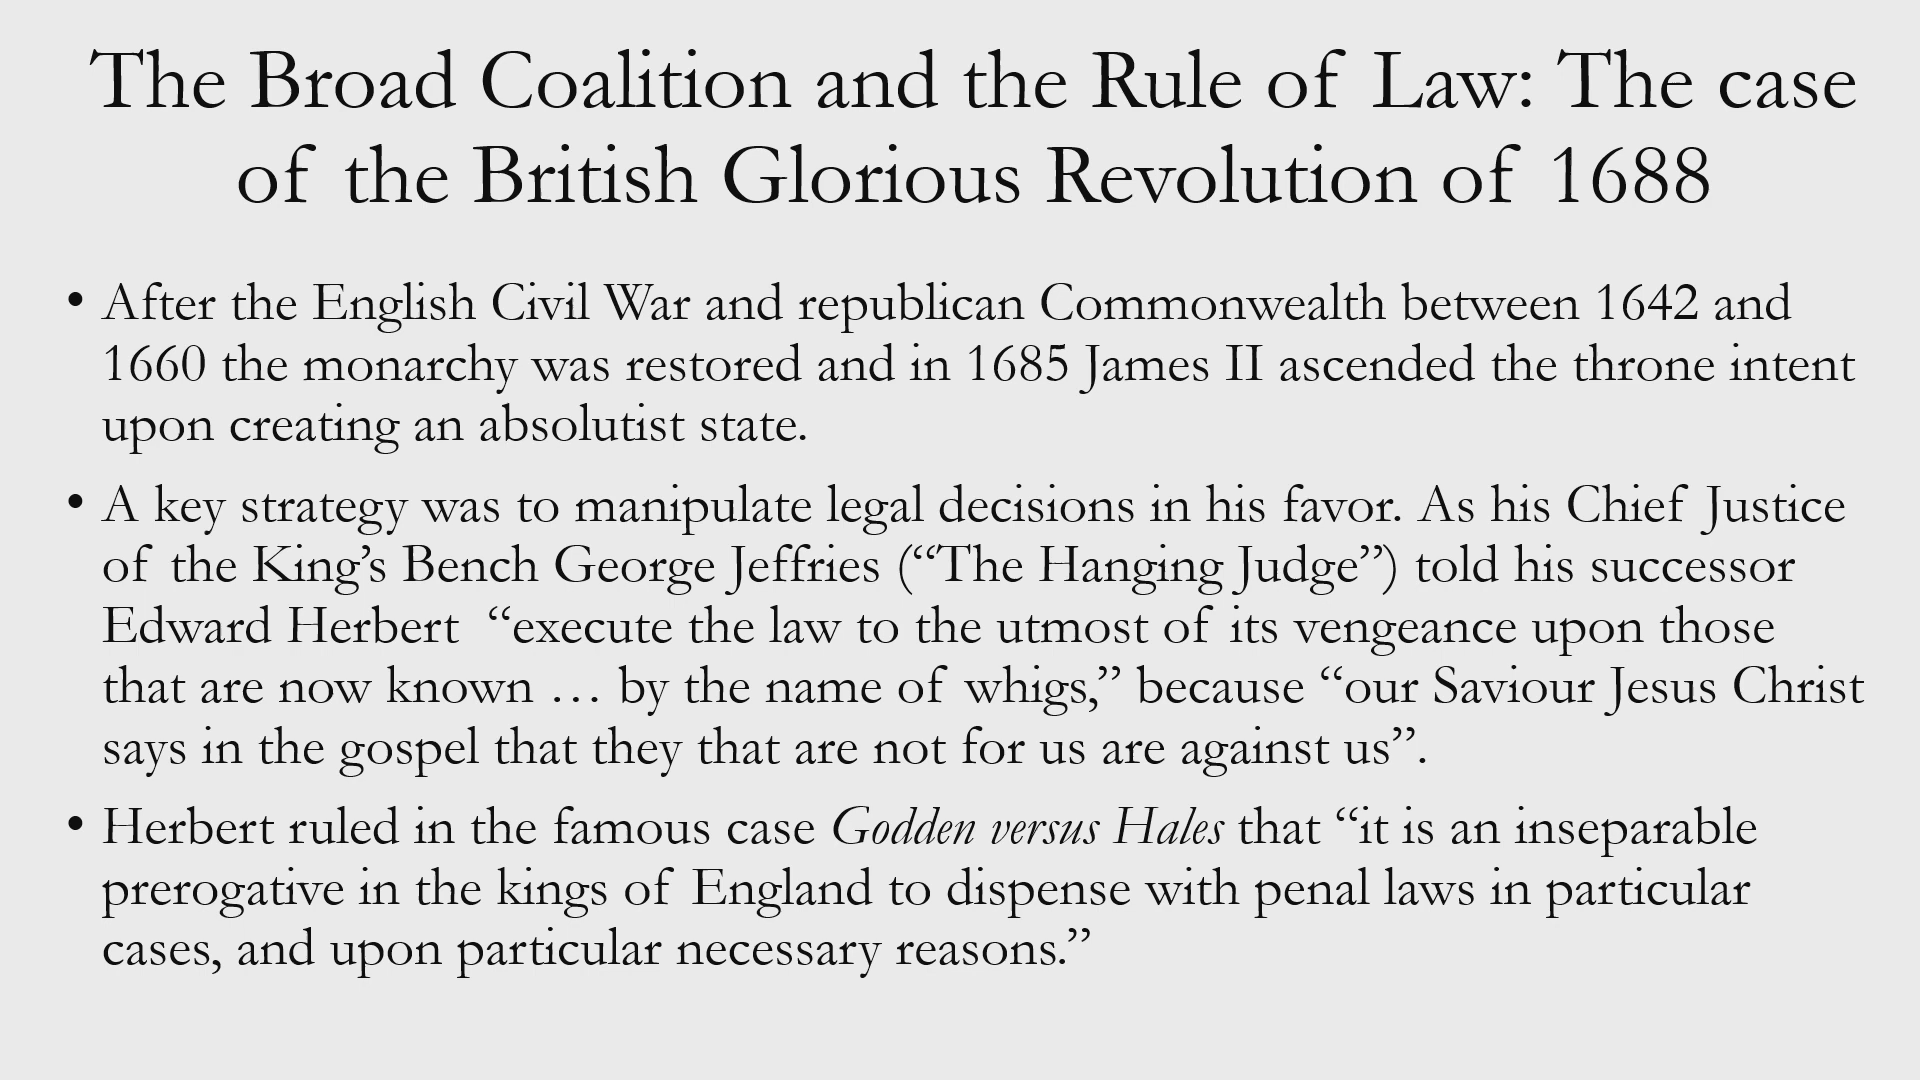 The Broad Coalition and the Rule of Law: The case
of the British Glorious Revolution of 1688
• After the English Civil War and republican Commonwealth between 1642 and
1660 the monarchy was restored and in 1685 James II ascended the throne intent
upon creating an absolutist state.
• A key strategy was to manipulate legal decisions in his favor. As his Chief Justice
of the King’s Bench George Jeffries (“The Hanging Judge”) told his successor
Edward Herbert “execute the law to the utmost of its vengeance upon those
that are now known … by the name of whigs,” because “our Saviour Jesus Christ
says in the gospel that they that are not for us are against us”.
• Herbert ruled in the famous case Godden versus Hales that “it is an inseparable
prerogative in the kings of England to dispense with penal laws in particular
cases, and upon particular necessary reasons.”